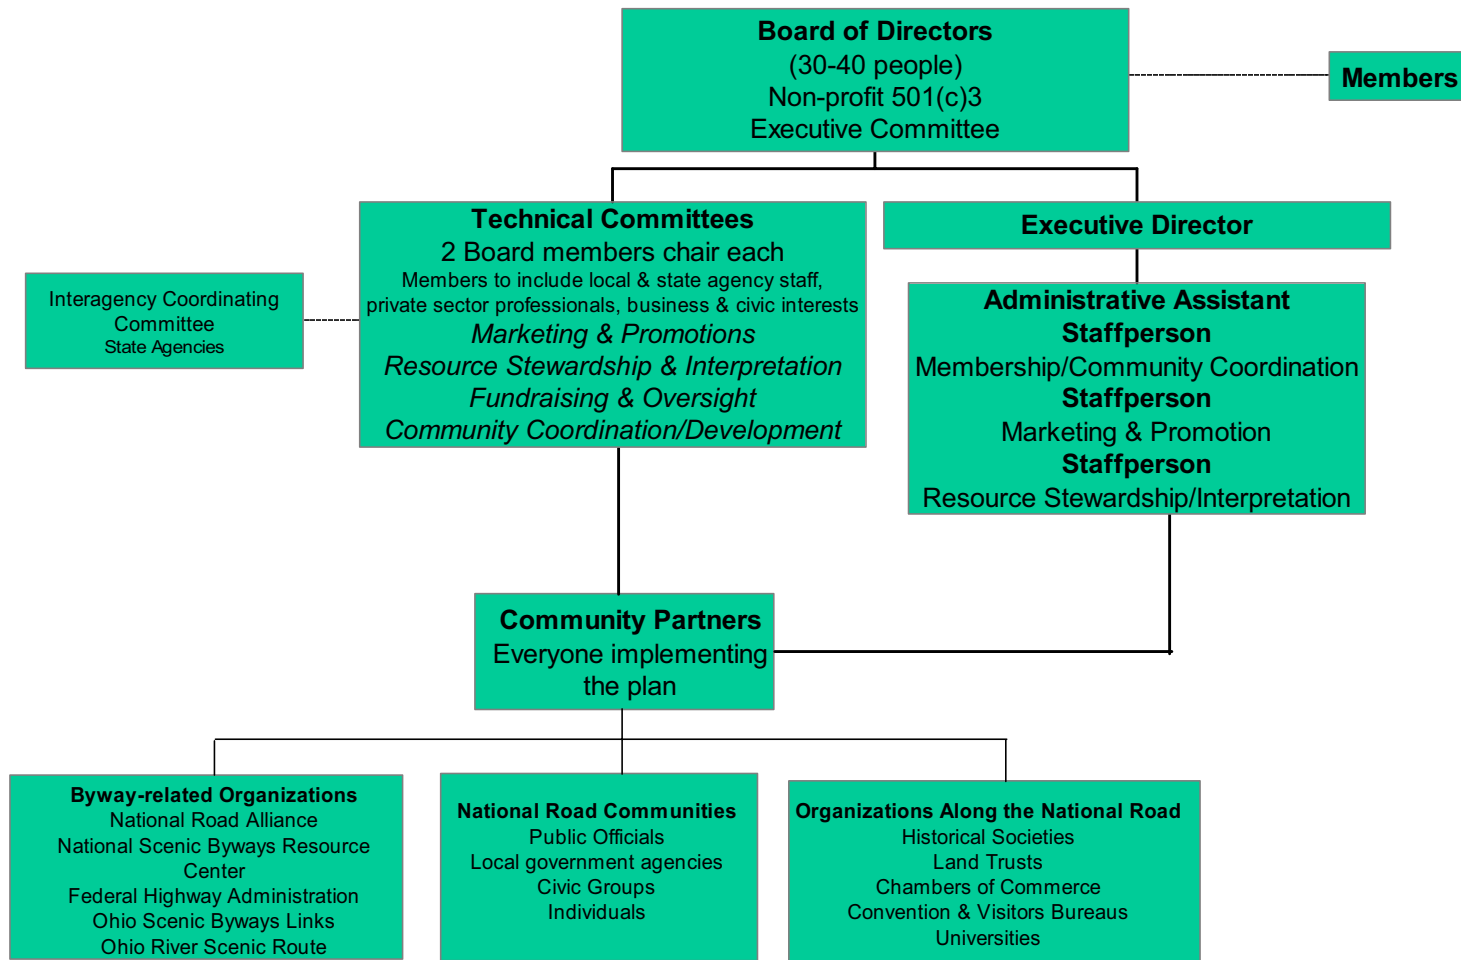 Board of Directors
(30-40 people)
Non-profit 501(c)3
Executive Committee
Members
Technical Committees
2 Board members chair each
Members to include local & state agency staff,
private sector professionals, business & civic interests
Marketing & Promotions
Resource Stewardship & Interpretation
Fundraising & Oversight
Community Coordination/Development
Executive Director
Interagency Coordinating
Committee
State Agencies
Administrative Assistant
Staffperson
Membership/Community Coordination
Staffperson
Marketing & Promotion
Staffperson
Resource Stewardship/Interpretation
Community Partners
Everyone implementing
the plan
Byway-related Organizations
National Road Alliance
National Scenic Byways Resource
Center
Federal Highway Administration
Ohio Scenic Byways Links
Ohio River Scenic Route
National Road Communities
Public Officials
Local government agencies
Civic Groups
Individuals
Organizations Along the National Road
Historical Societies
Land Trusts
Chambers of Commerce
Convention & Visitors Bureaus
Universities